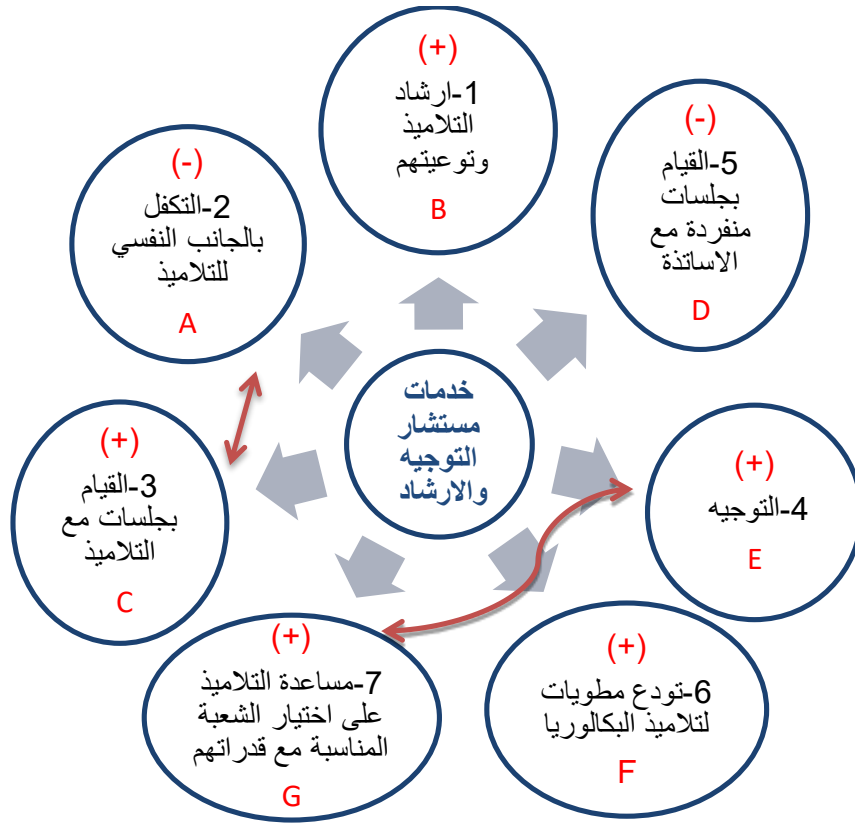 (+)
1-ارشاد
التلاميذ
وتوعيتهم
B
(-)
5-القيام
بجلسات
منفردة مع
الاساتذة
D
(-)
2-التكفل
بالجانب النفسي
للتلاميذ
A
خدمات
مستشار
التوجيه
والارشاد
(+)
3-القيام
بجلسات مع
التلاميذ
C
(+)
4-التوجيه
E
(+)
7-مساعدة التلاميذ
على اختيار الشعبة
المناسبة مع قدراتهم
G
(+)
6-تودع مطويات
لتلاميذ البكالوريا
F